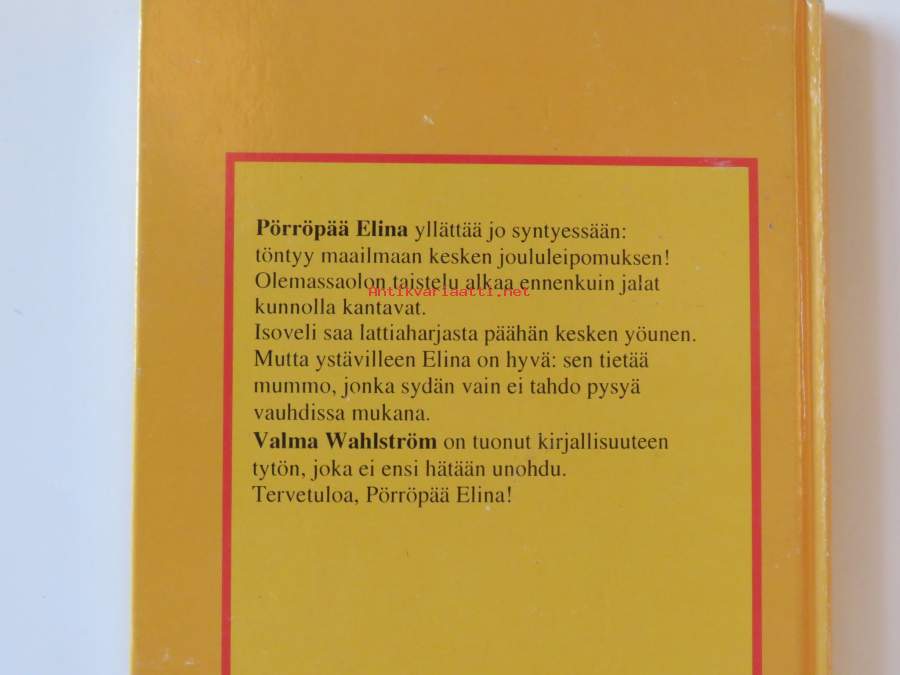 Pörröpää Elina yllättää jo syntyessään:
töntyy maailmaan kesken joululeipomuksen!
Olemassaolon taistelu alkaa ennenkuin jalat
Antikvariaatti.net
kunnolla kantavat.
Isoveli saa lattiaharjasta päähän kesken yöunen.
Mutta ystävilleen Elina on hyvä: sen tietää
mummo, jonka sydän vain ei tahdo pysyä
vauhdissa mukana.
Valma Wahlström on tuonut kirjallisuuteen
tytön, joka ei ensi hätään unohdu.
Tervetuloa, Pörröpää Elina!